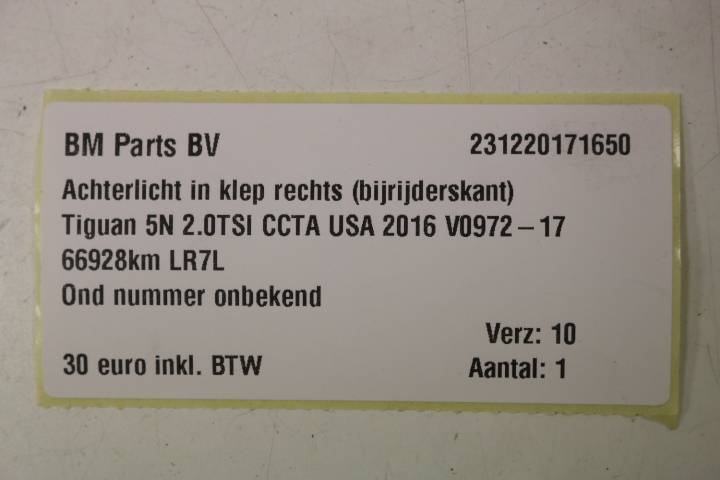 BM Parts BV 231220171650
Achterlicht in klep rechts (bijrijderskant)
Tiguan 5N 2.0TSI CCTA USA 2016 V0972 – 17
66928km LR7L
Ond nummer onbekend
Verz: 10
30 euro inkl. BTW Aantal: 1